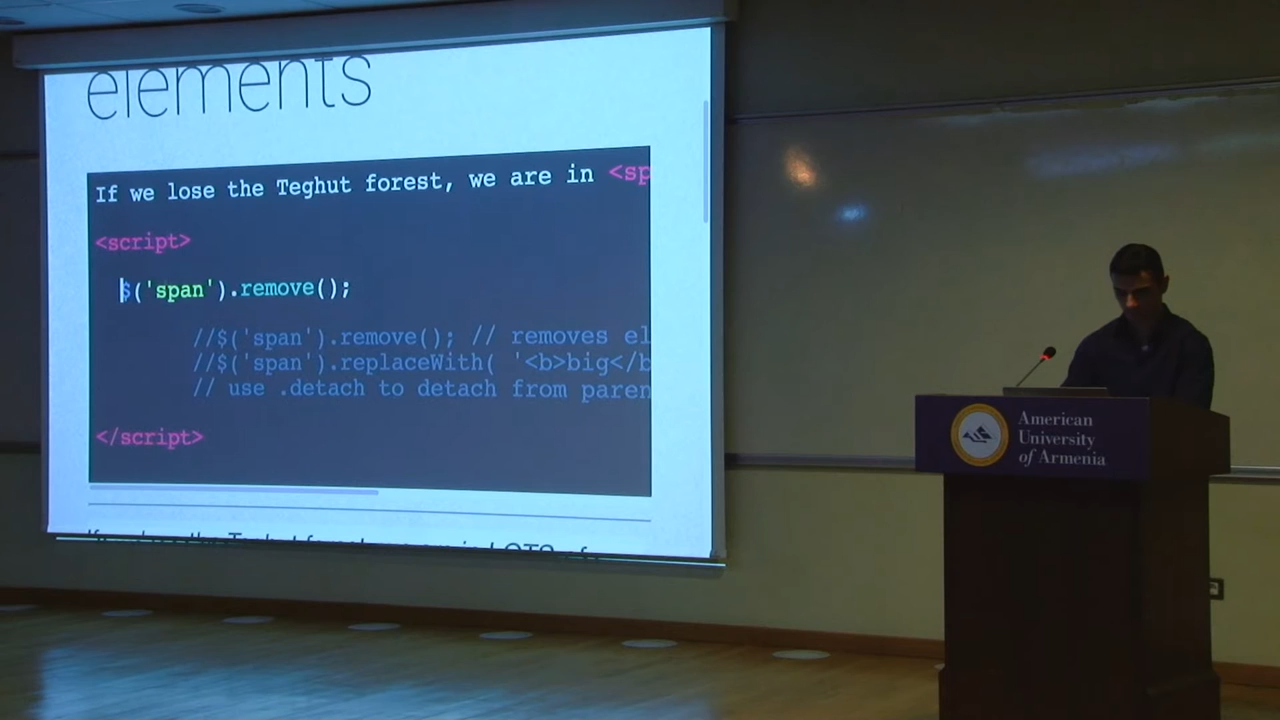 elements
If we lose the Teghut forest, we are in <sp
<script>
$('span').remove();
//$('span').remove(); // removes el
//$('span').replaceWith( '<b>big</b
// use .detach to detach from paren
</script>
American
University
of Armenia